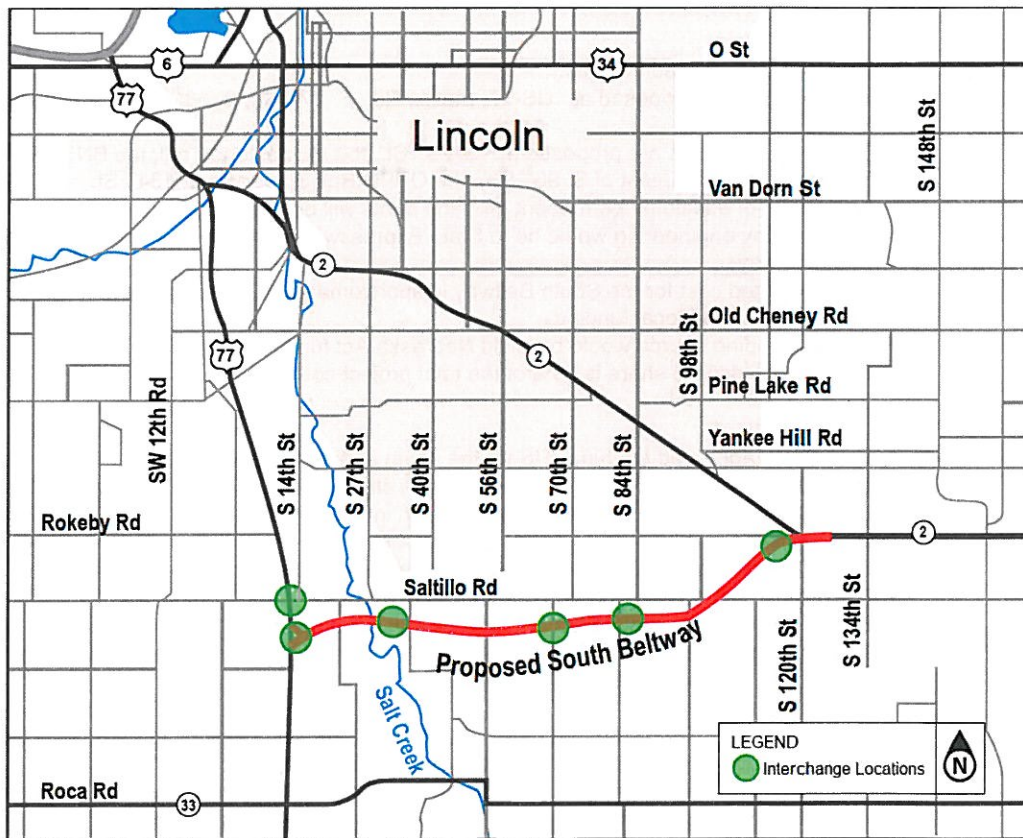 O St
6
34
77
Lincoln
S 148th St
Van Dorn St
2
Old Cheney Rd
77
2
S 98th St
Pine Lake Rd
SW 12th Rd
Yankee Hill Rd
S 14th St
S 27th St
S 40th St
S 56th St
S 70th St
S 84th St
Rokeby Rd
2
Saltillo Rd
Proposed South Beltway
S 120th St
S 134th St
Salt Creek
LEGEND
Interchange Locations
N
Roca Rd
33